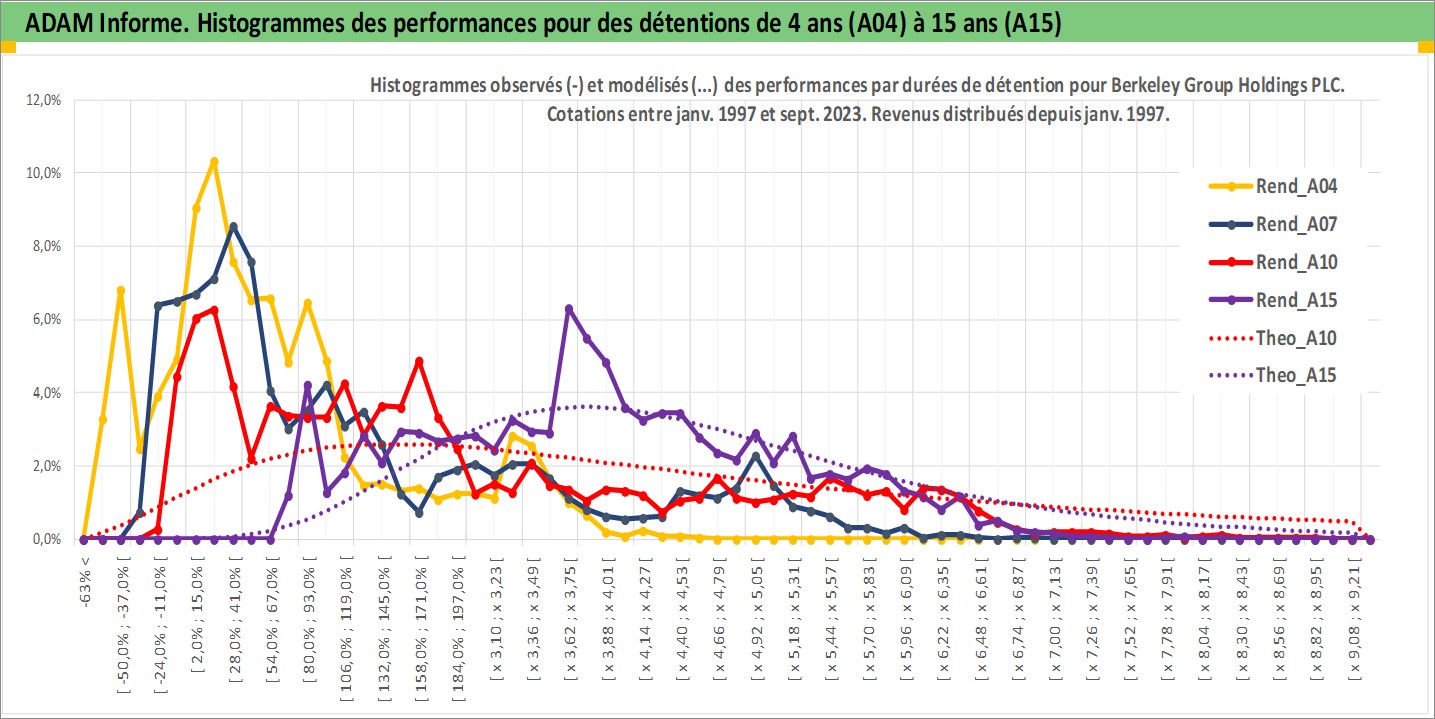 ADAM Informe. Histogrammes des performances pour des détentions de 4 ans (A04) à 15 ans (A15)
Histogrammes observés (-) et modélisés (...) des performances par durées de détention pour Berkeley Group Holdings PLC.
Cotations entre janv. 1997 et sept. 2023. Revenus distribués depuis janv. 1997.
12,0%
10,0%
8,0%
6,0%
4,0%
2,0%
0,0%
Rend_A04
Rend_A07
Rend_A10
Rend_A15
Theo_A10
Theo_A15
-63% <
[ -50,0% ; -37,0% [
[ -24,0% ; -11,0% [
[ 2,0% ; 15,0% [
[ 28,0% ; 41,0% [
[ 54,0% ; 67,0% [
[ 80,0% ; 93,0% [
[ 106,0% ; 119,0% [
[ 132,0% ; 145,0% [
[ 158,0% ; 171,0% [
[ 184,0% ; 197,0% [
[ x 3,10 ; x 3,23 [
[ x 3,36 ; x 3,49 [
[ x 3,62 ; x 3,75 [
[ x 3,88 ; x 4,01 [
[ x 4,14 ; x 4,27 [
[ x 4,40 ; x 4,53 [
[ x 4,66 ; x 4,79 [
[ x 4,92 ; x 5,05 [
[ x 5,18 ; x 5,31 [
[ x 5,44 ; x 5,57 [
[ x 5,70 ; x 5,83 [
[ x 5,96 ; x 6,09 [
[ x 6,22 ; x 6,35 [
[ x 6,48 ; x 6,61 [
[ x 6,74 ; x 6,87 [
[ x 7,00 ; x 7,13 [
[ x 7,26 ; x 7,39 [
[ x 7,52 ; x 7,65 [
[ x 7,78 ; x 7,91 [
[ x 8,04 ; x 8,17 [
[ x 8,30 ; x 8,43 [
[ x 8,56 ; x 8,69 [
[ x 8,82 ; x 8,95 [
[ x 9,08 ; x 9,21 [